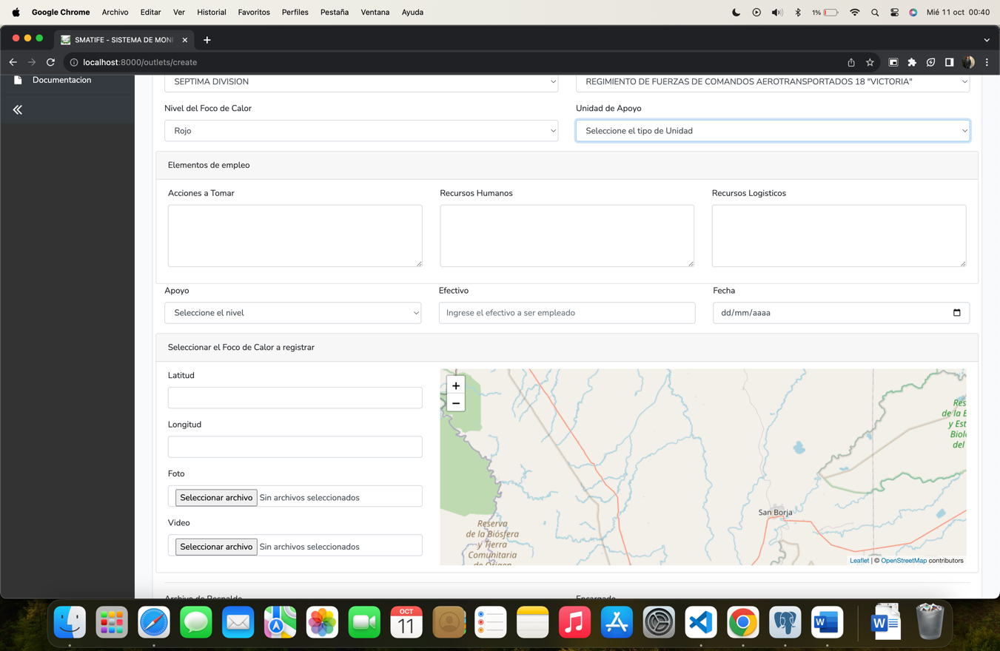 Google Chrome Archivo Editar Ver Historial Favoritos Perfiles Pestaña Ventana Ayuda 1% Mié 11 oct 00:40
SMATIFE - SISTEMA DE MONI
localhost:8000/outlets/create
Documentacion
SEPTIMA DIVISION REGIMIENTO DE FUERZAS DE COMANDOS AEROTRANSPORTADOS 18 "VICTORIA"
Nivel del Foco de Calor Unidad de Apoyo
Rojo Seleccione el tipo de Unidad
Elementos de empleo
Acciones a Tomar Recursos Humanos Recursos Logisticos
Apoyo Efectivo Fecha
Seleccione el nivel Ingrese el efectivo a ser empleado dd/mm/aaaa
Seleccionar el Foco de Calor a registrar
Latitud
Longitud
Foto
Seleccionar archivo Sin archivos seleccionados
Video
Seleccionar archivo Sin archivos seleccionados
+
−
Res
de la B
y Est
Biol
del
San Borja
Reserva
de la Biósfera
y Tierra
Comunitaria
de Origen
Leaflet | © OpenStreetMap contributors
Archivo de Respaldo Encargado
OCT
11
W
W